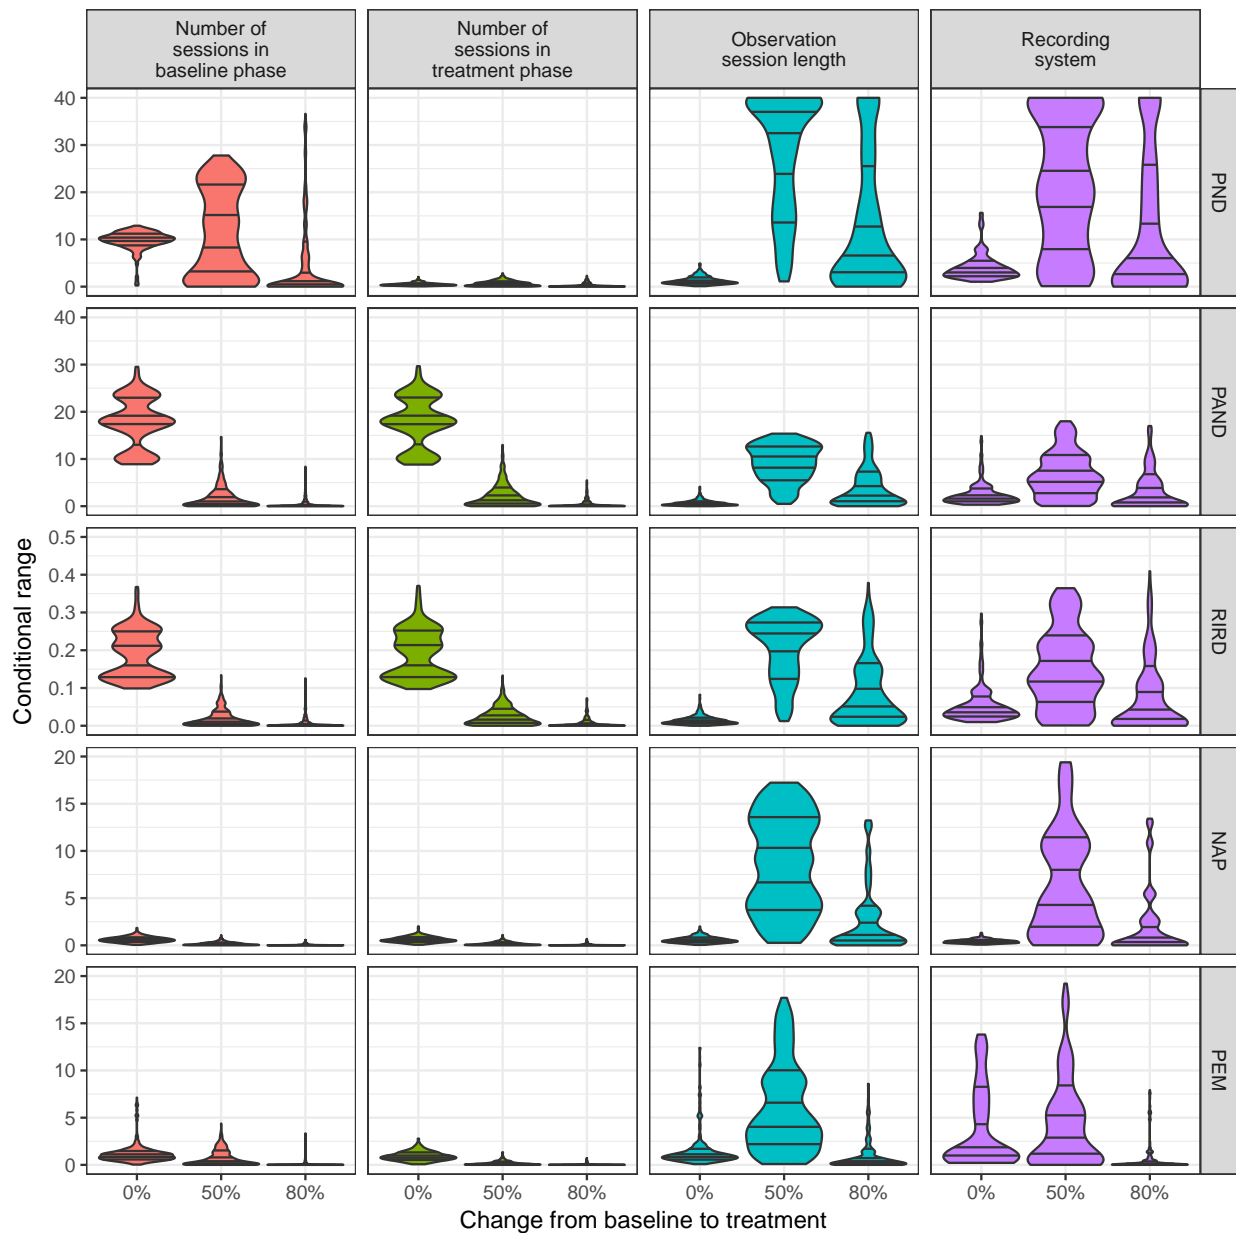 Number of
sessions in
baseline phase
Number of
sessions in
treatment phase
Observation
session length
Recording
system
40
30
20
10
0
PND
40
30
20
10
0
PAND
0.5
0.4
0.3
0.2
0.1
0.0
RIRD
20
15
10
5
0
NAP
20
15
10
5
0
PEM
Conditional range
0%
50%
80%
0%
50%
80%
0%
50%
80%
0%
50%
80%
Change from baseline to treatment